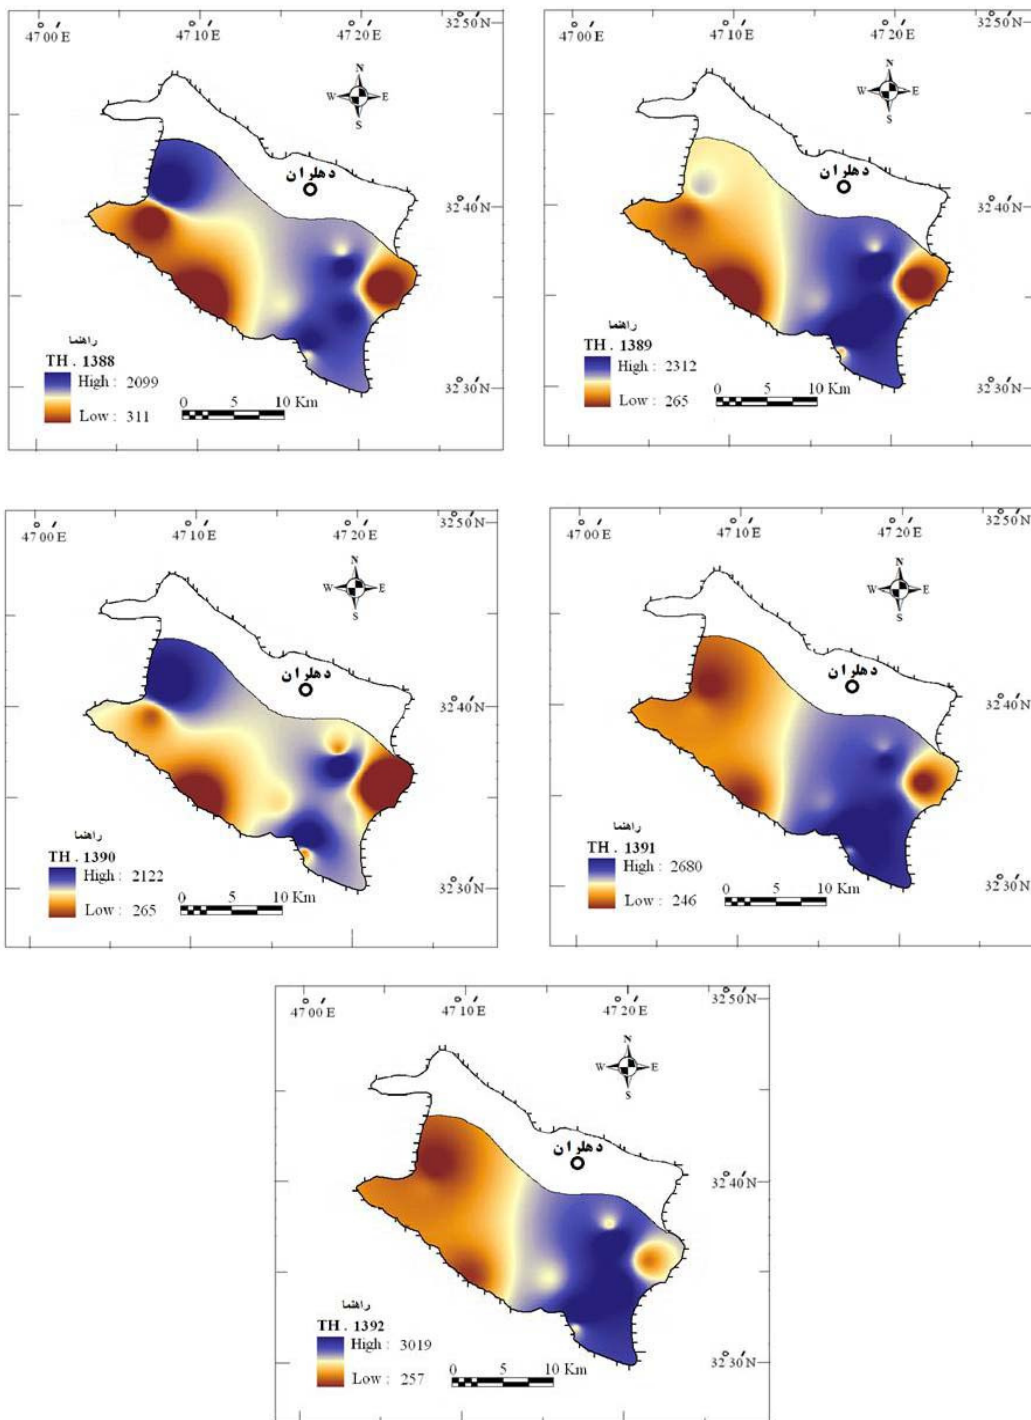 47°00′E 47°10′E 47°20′E 32°50′N
N
W E
S
دهلران
32°40′N
راهنما
TH . 1388
High : 2099
Low : 311
0 5 10 Km
32°30′N
47°00′E 47°10′E 47°20′E 32°50′N
N
W E
S
دهلران
32°40′N
راهنما
TH . 1389
High : 2312
Low : 265
0 5 10 Km
32°30′N
47°00′E 47°10′E 47°20′E 32°50′N
N
W E
S
دهلران
32°40′N
راهنما
TH . 1390
High : 2122
Low : 265
0 5 10 Km
32°30′N
47°00′E 47°10′E 47°20′E 32°50′N
N
W E
S
دهلران
32°40′N
راهنما
TH . 1391
High : 2680
Low : 246
0 5 10 Km
32°30′N
47°00′E 47°10′E 47°20′E 32°50′N
N
W E
S
دهلران
32°40′N
راهنما
TH . 1392
High : 3019
Low : 257
0 5 10 Km
32°30′N